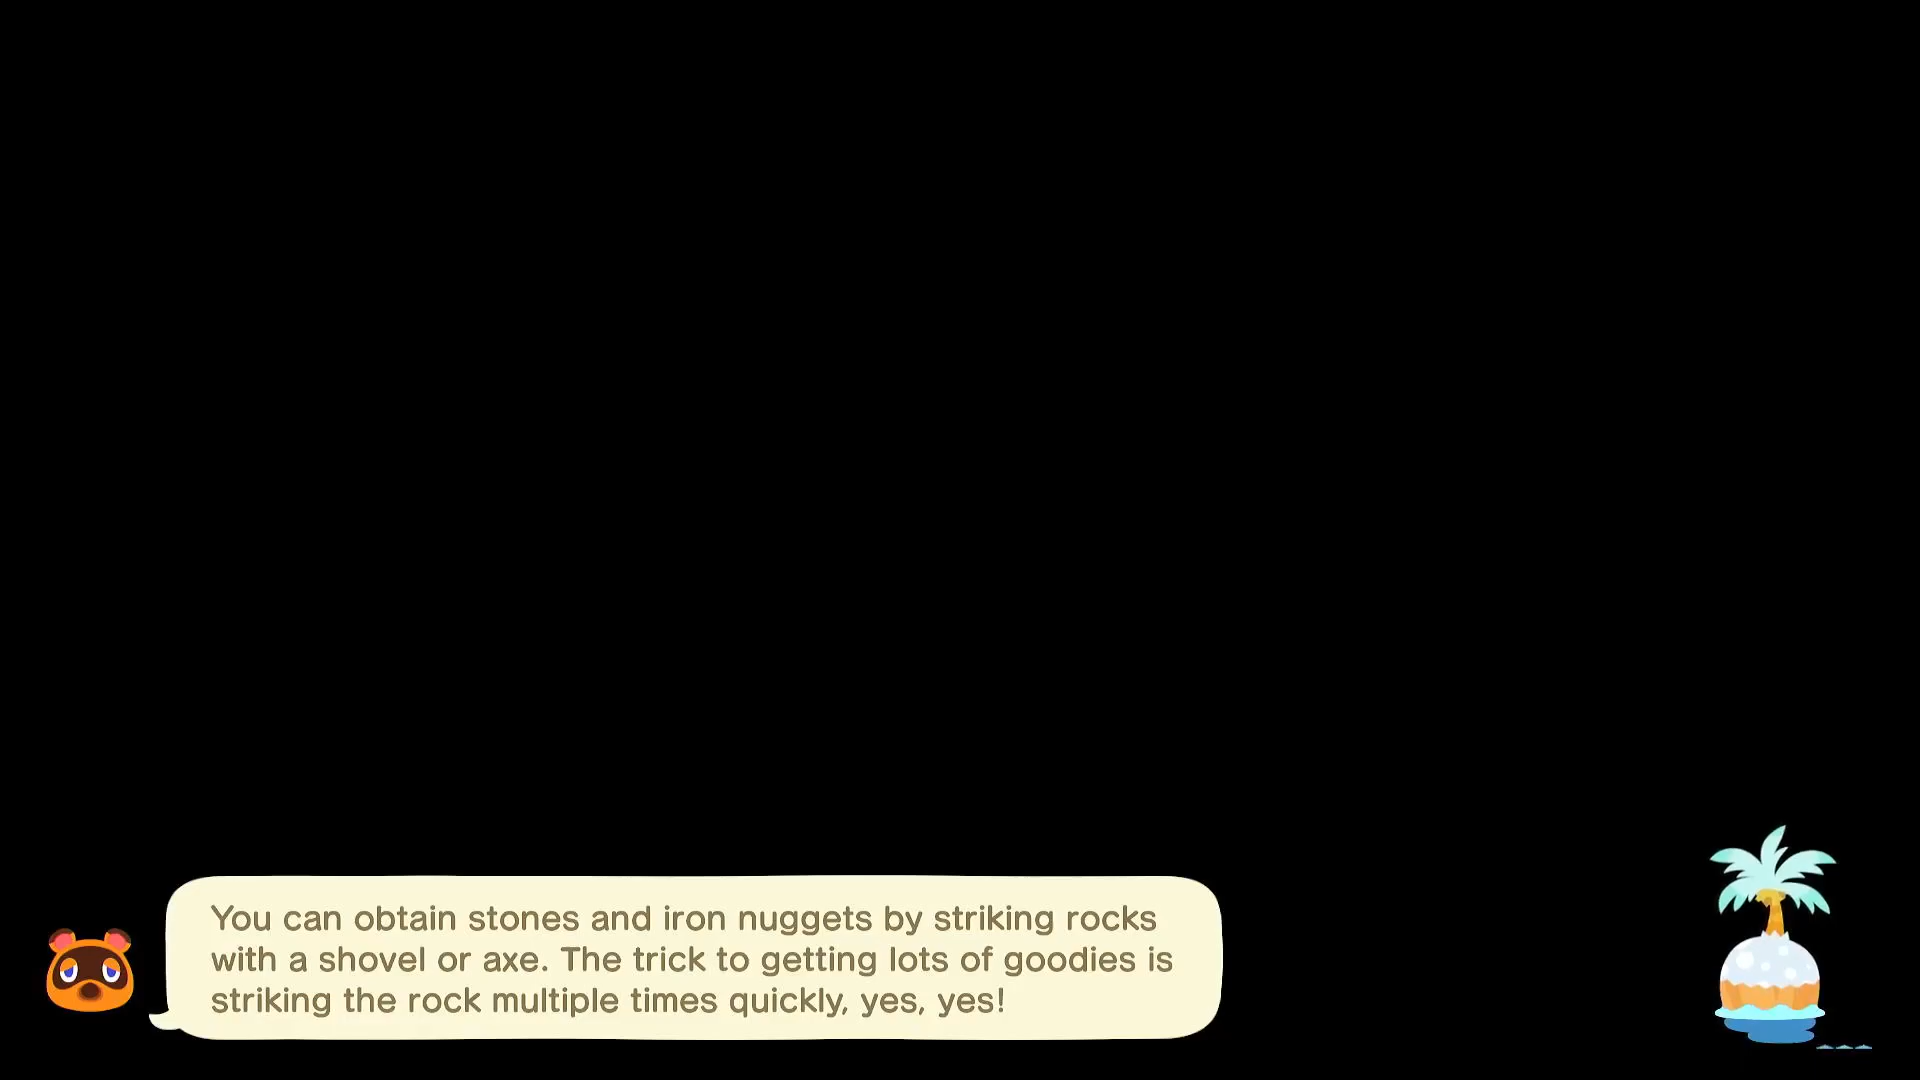 You can obtain stones and iron nuggets by striking rocks
with a shovel or axe. The trick to getting lots of goodies is
striking the rock multiple times quickly, yes, yes!